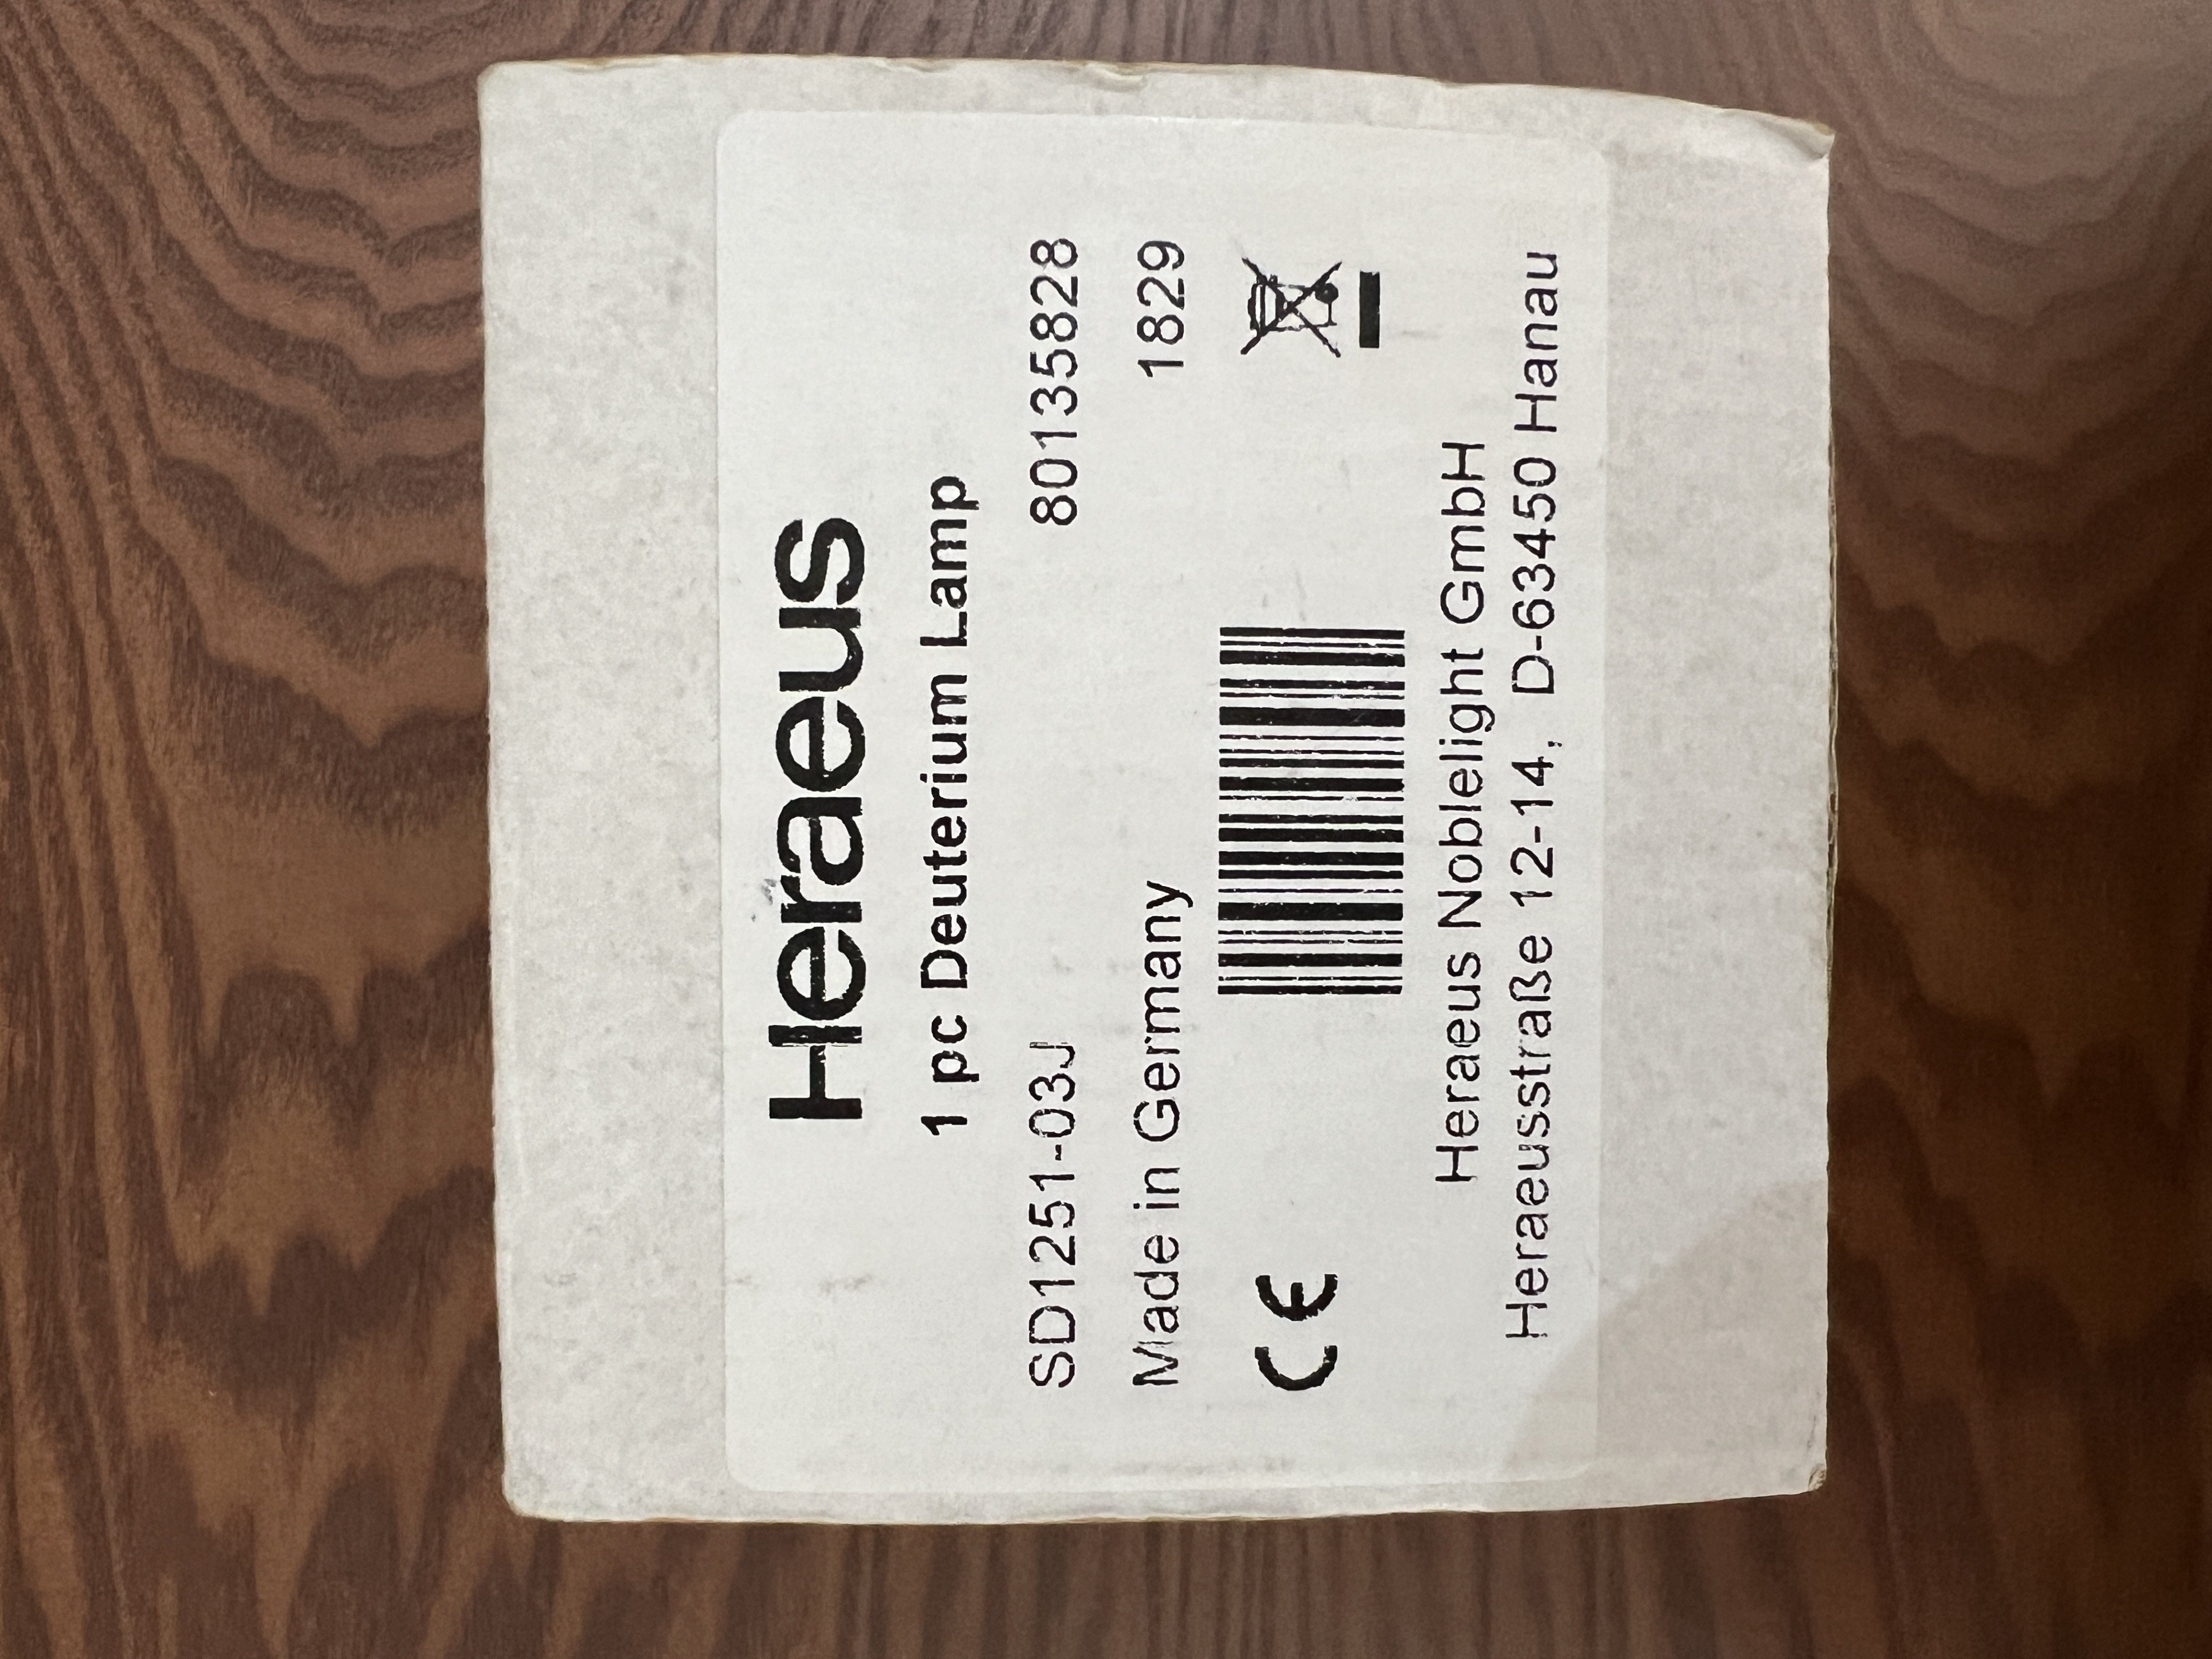 Heraeus
1 pc Deuterium Lamp
SD1251-03J 80135828
Made in Germany 1829
CE
Heraeus Noblelight GmbH
Heraeusstraße 12-14, D-63450 Hanau